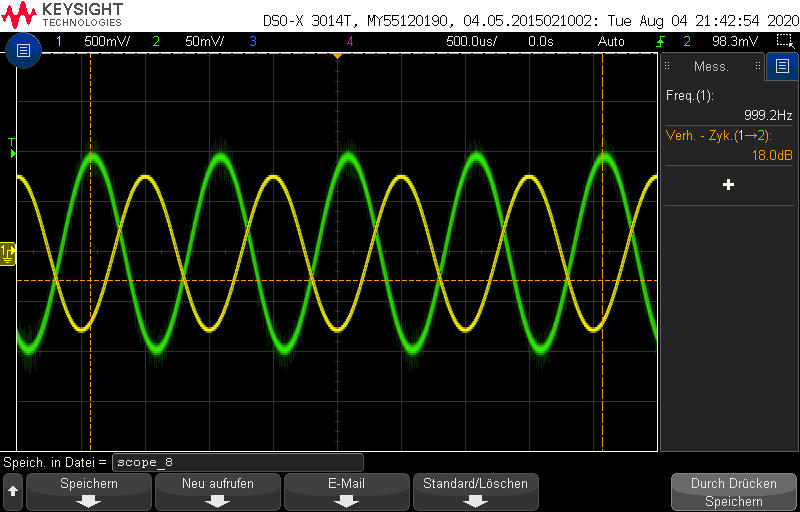 KEYSIGHT
TECHNOLOGIES
DSO-X 3014T, MY55120190, 04.05.2015021002: Tue Aug 04 21:42:54 2020
1 500mV/ 2 50mV/ 3 4 500.0us/ 0.0s Auto 2 98.3mV
Mess.
Freq.(1):
999.2Hz
Verh. - Zyk.(1→2):
18.0dB
T
1
Speich. in Datei = scope_8
Speichern Neu aufrufen E-Mail Standard/Löschen Durch Drücken
Speichern